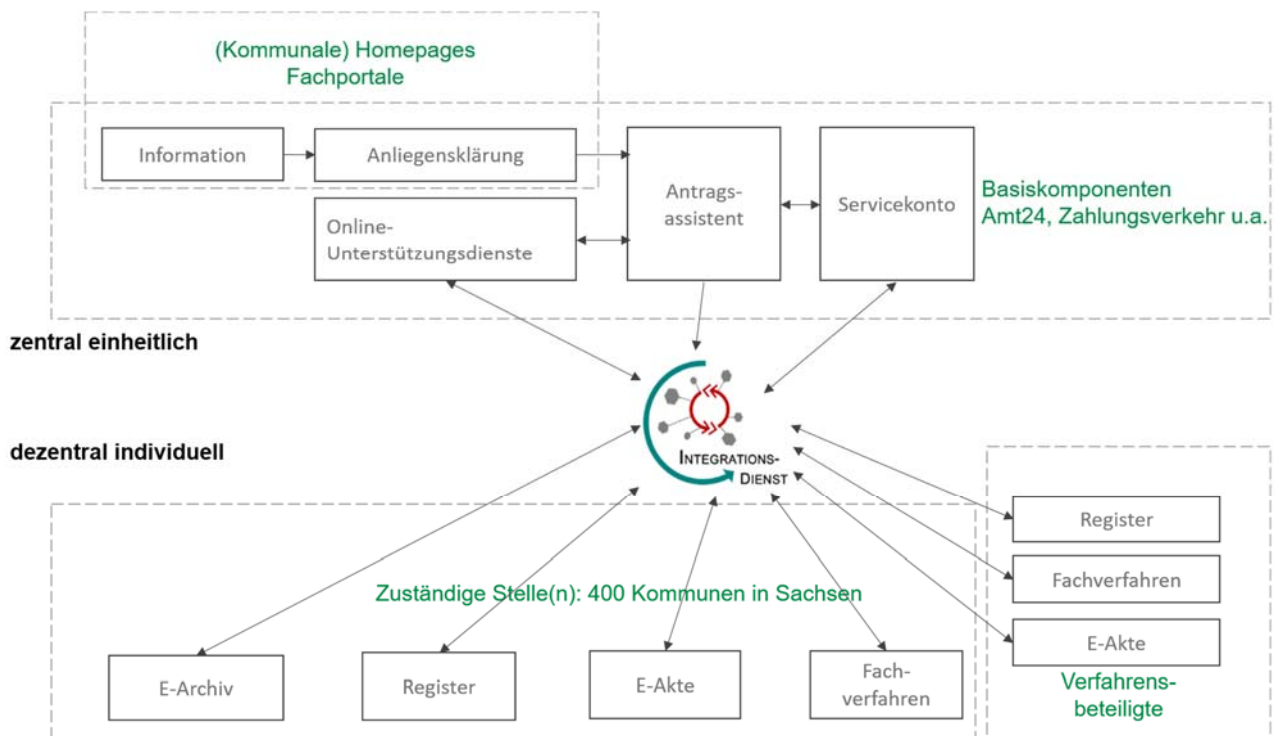 (Kommunale) Homepages
Fachportale
Information
Anliegensklärung
Antrags-
assistent
Servicekonto
Basiskomponenten
Amt24, Zahlungsverkehr u.a.
Online-
Unterstützungsdienste
zentral einheitlich
dezentral individuell
INTEGRATIONS-
DIENST
Register
Fachverfahren
E-Akte
Verfahrens-
beteiligte
Zuständige Stelle(n): 400 Kommunen in Sachsen
E-Archiv
Register
E-Akte
Fach-
verfahren